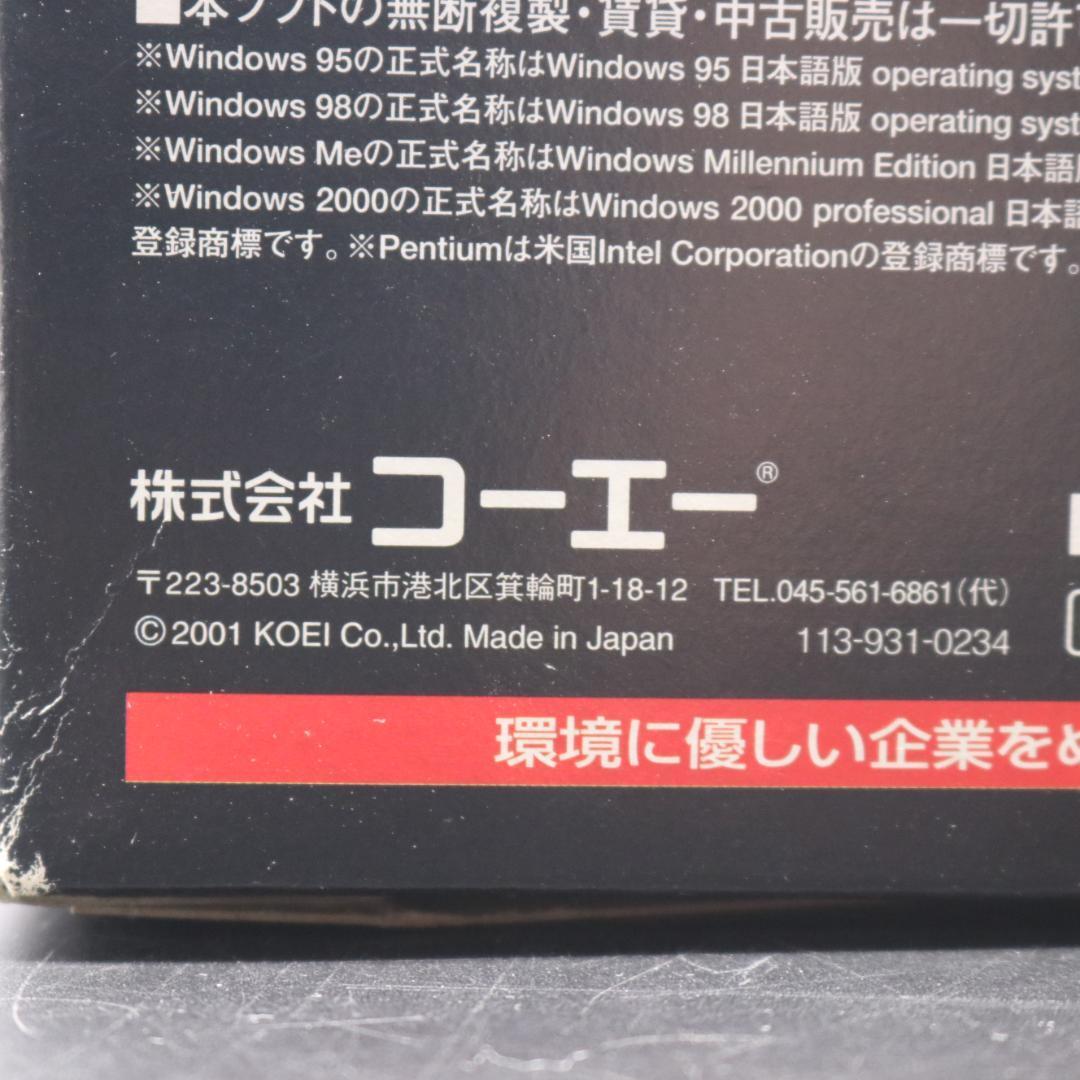 ■本ソフトの無断複製・賃貸・中古販売は一切許
※Windows 95の正式名称はWindows 95 日本語版 operating syst
※Windows 98の正式名称はWindows 98 日本語版 operating syst
※Windows Meの正式名称はWindows Millennium Edition 日本語
※Windows 2000の正式名称はWindows 2000 professional 日本語
登録商標です。※Pentiumは米国Intel Corporationの登録商標です。
株式会社 コーエー®
〒223-8503 横浜市港北区箕輪町1-18-12 TEL.045-561-6861(代)
©2001 KOEI Co.,Ltd. Made in Japan 113-931-0234
環境に優しい企業をめ